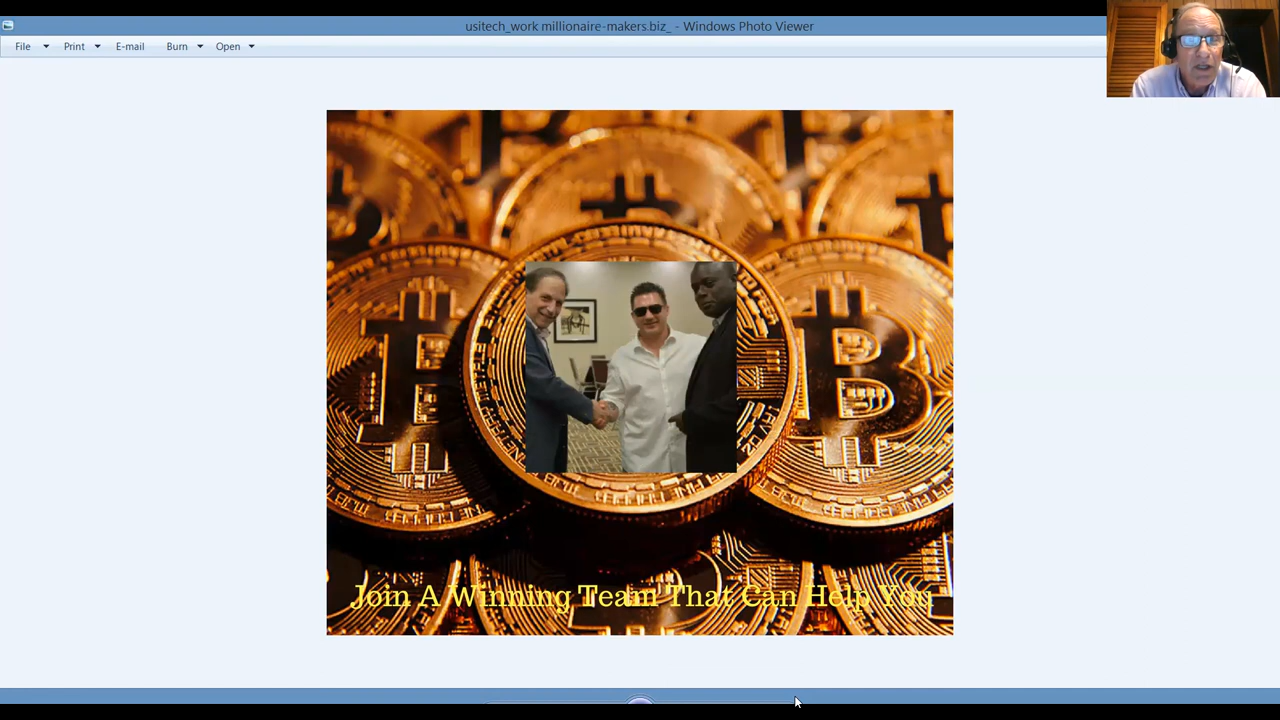 usitech_work millionaire-makers.biz_ - Windows Photo Viewer
File Print E-mail Burn Open
Join A Winning Team That Can Help You